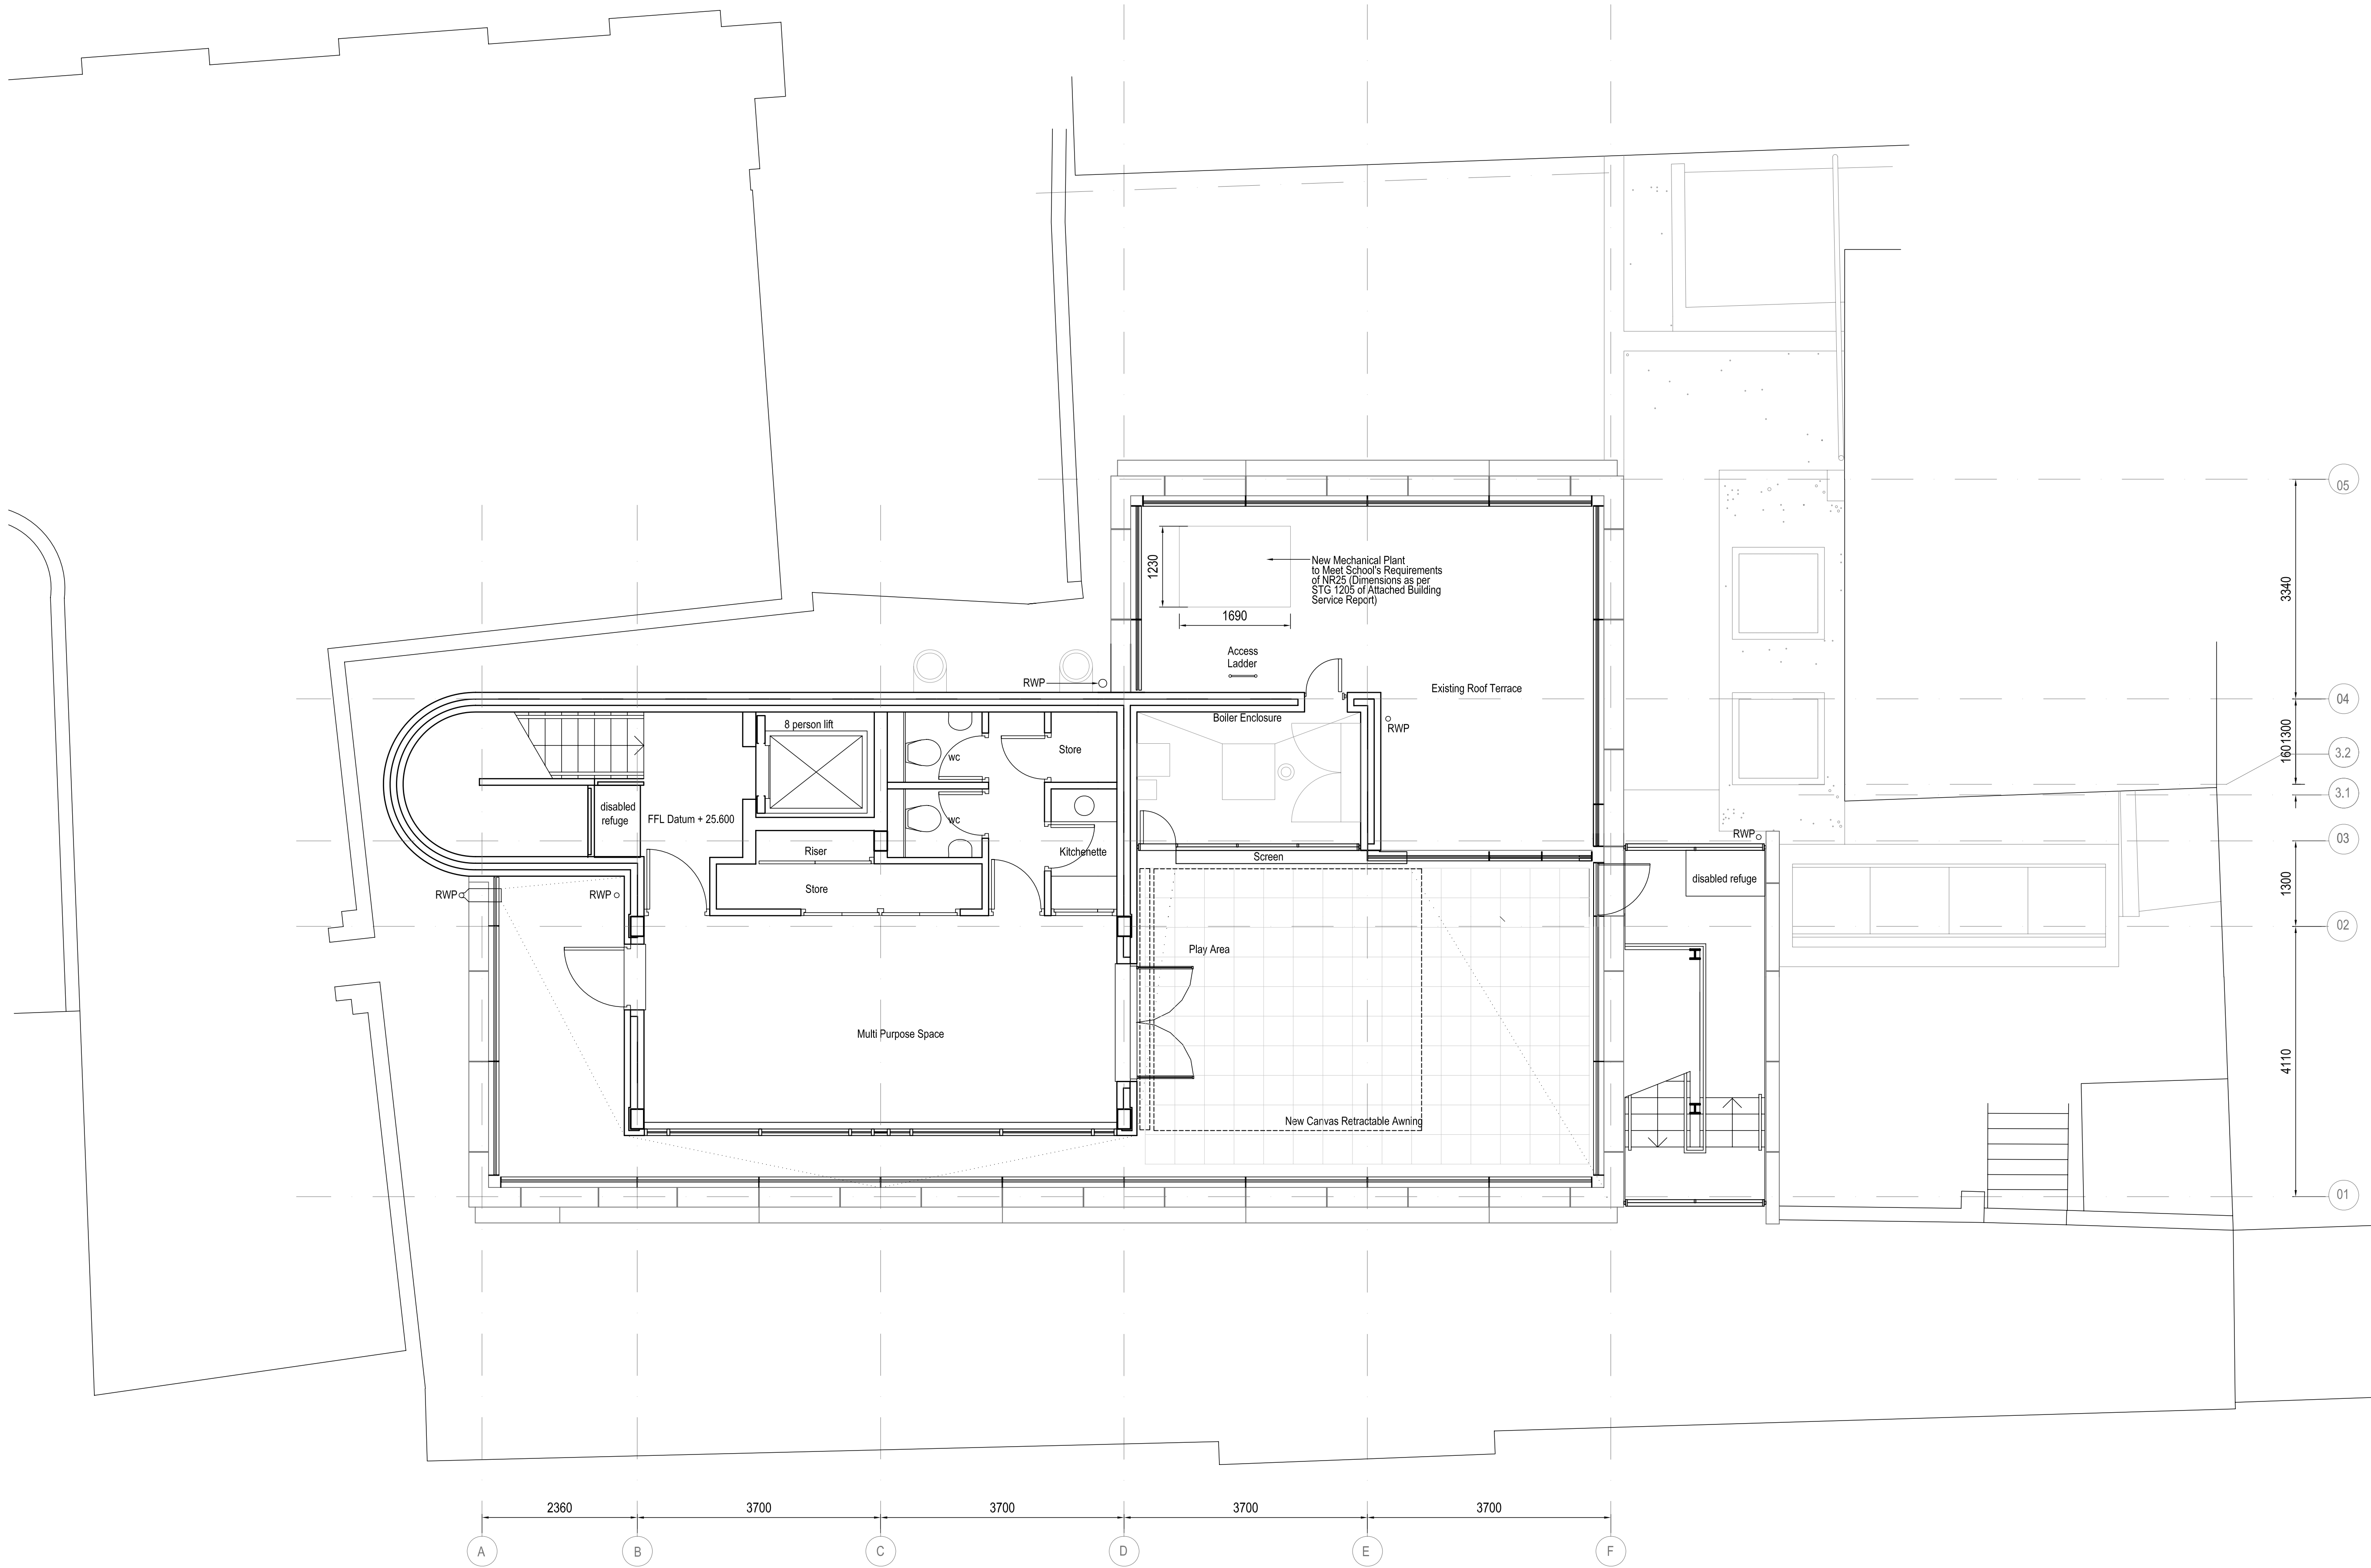 05
1230
New Mechanical Plant
to Meet School's Requirements
of NR25 (Dimensions as per
STG 1205 of Attached Building
Service Report)
3340
1690
Access
Ladder
RWP
Existing Roof Terrace
04
8 person lift
Boiler Enclosure
RWP
1300
160
3.2
wc
Store
3.1
disabled
refuge
FFL Datum + 25.600
wc
RWP
03
Riser
Kitchenette
Screen
disabled refuge
Store
RWP
RWP
1300
02
Play Area
Multi Purpose Space
4110
New Canvas Retractable Awning
01
2360
3700
3700
3700
3700
A
B
C
D
E
F